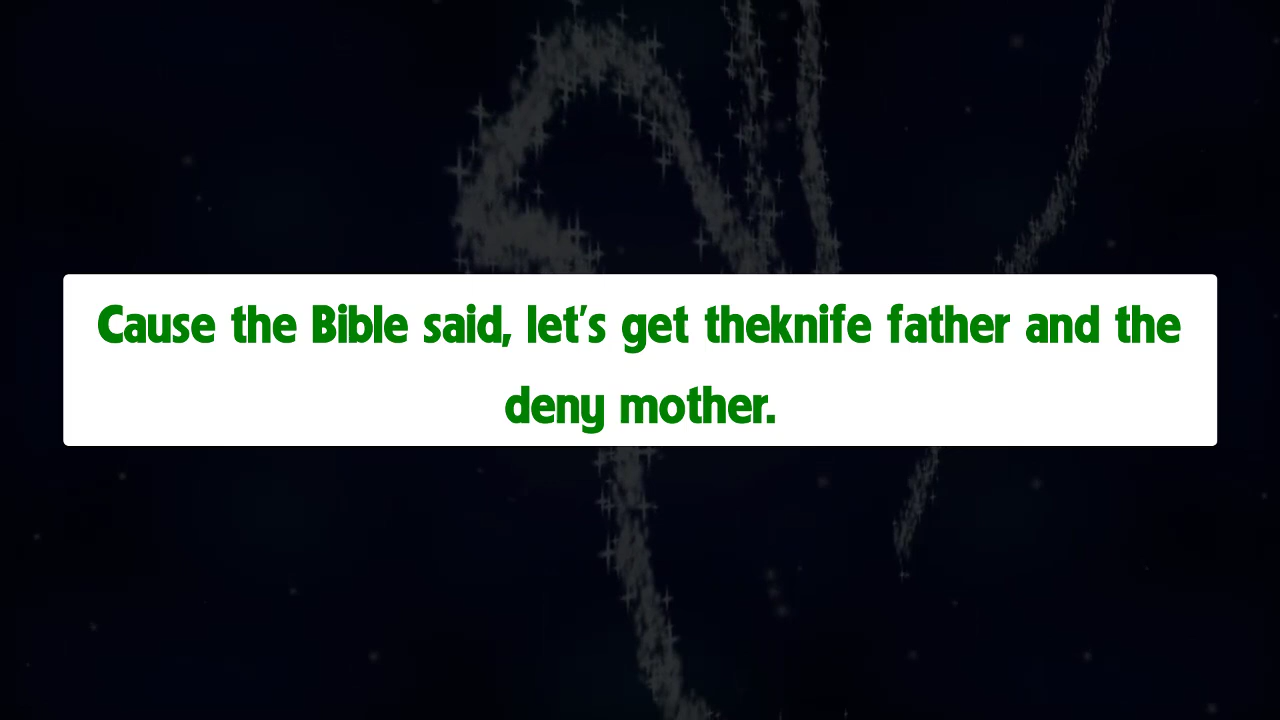 Cause the Bible said, let's get theknife father and the
deny mother.